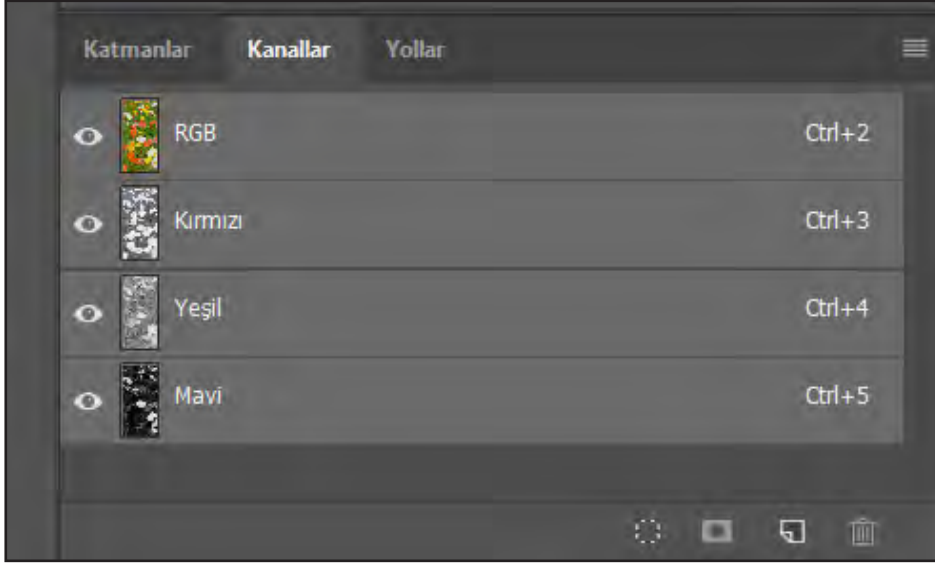 Katmanlar Kanallar Yollar
RGB Ctrl+2
Kırmızı Ctrl+3
Yeşil Ctrl+4
Mavi Ctrl+5